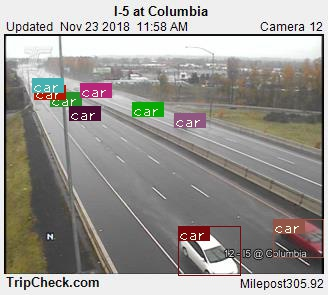 I-5 at Columbia
Updated Nov 23 2018 11:58 AM Camera 12
car
car
car
car
car
car
car
car
car
12 - I5 @ Columbia
N
TripCheck.com Milepost305.92